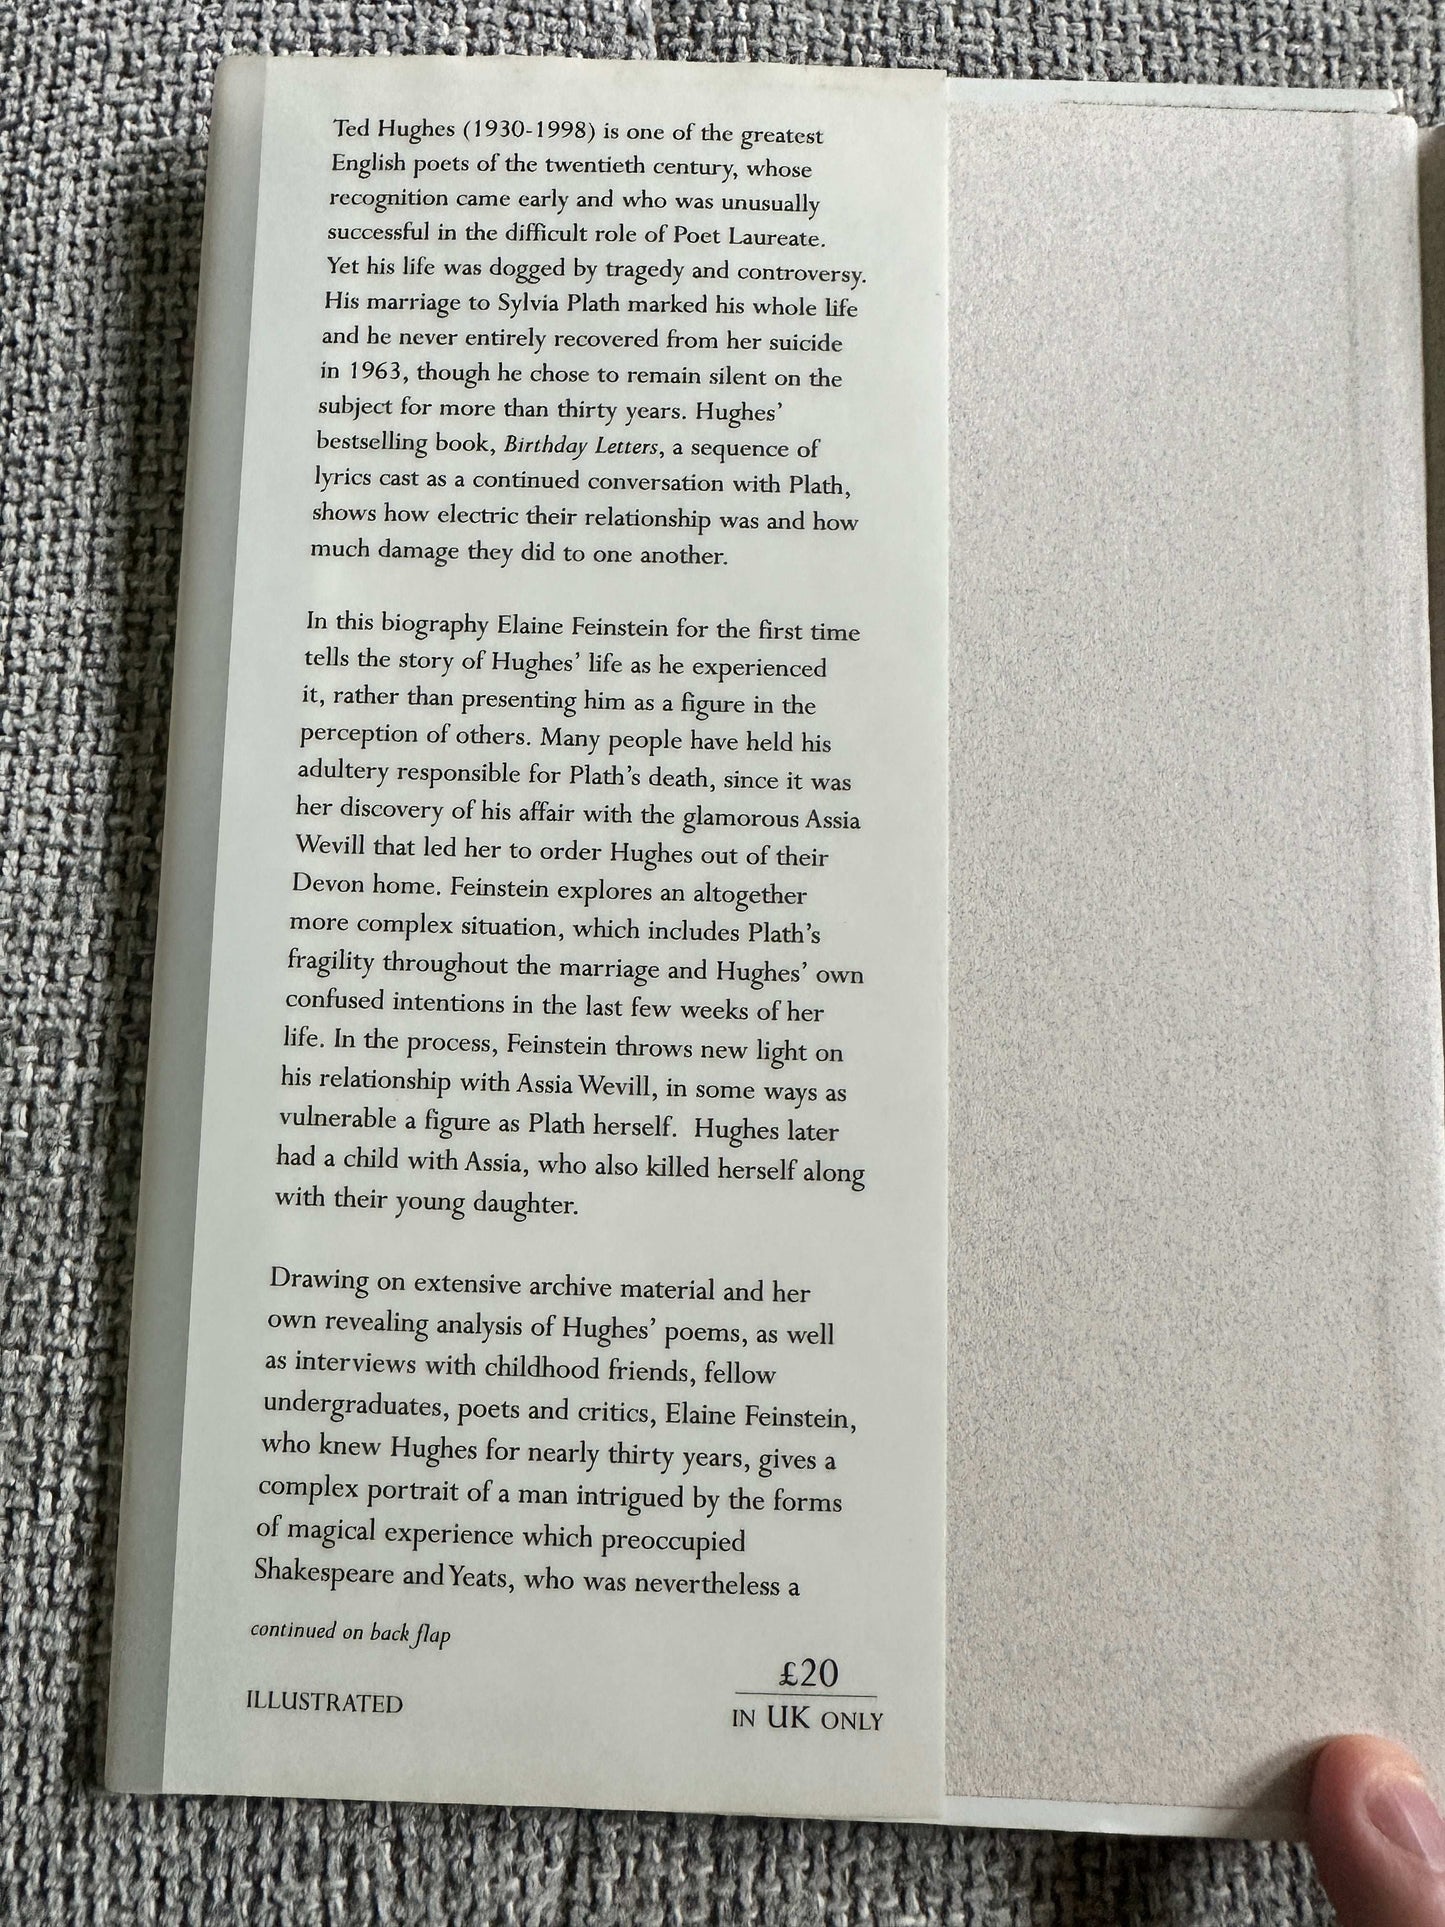 Ted Hughes (1930-1998) is one of the greatest
English poets of the twentieth century, whose
recognition came early and who was unusually
successful in the difficult role of Poet Laureate.
Yet his life was dogged by tragedy and controversy.
His marriage to Sylvia Plath marked his whole life
and he never entirely recovered from her suicide
in 1963, though he chose to remain silent on the
subject for more than thirty years. Hughes’
bestselling book, Birthday Letters, a sequence of
lyrics cast as a continued conversation with Plath,
shows how electric their relationship was and how
much damage they did to one another.
In this biography Elaine Feinstein for the first time
tells the story of Hughes’ life as he experienced
it, rather than presenting him as a figure in the
perception of others. Many people have held his
adultery responsible for Plath’s death, since it was
her discovery of his affair with the glamorous Assia
Wevill that led her to order Hughes out of their
Devon home. Feinstein explores an altogether
more complex situation, which includes Plath’s
fragility throughout the marriage and Hughes’ own
confused intentions in the last few weeks of her
life. In the process, Feinstein throws new light on
his relationship with Assia Wevill, in some ways as
vulnerable a figure as Plath herself. Hughes later
had a child with Assia, who also killed herself along
with their young daughter.
Drawing on extensive archive material and her
own revealing analysis of Hughes’ poems, as well
as interviews with childhood friends, fellow
undergraduates, poets and critics, Elaine Feinstein,
who knew Hughes for nearly thirty years, gives a
complex portrait of a man intrigued by the forms
of magical experience which preoccupied
Shakespeare and Yeats, who was nevertheless a
continued on back flap
ILLUSTRATED
£20
IN UK ONLY